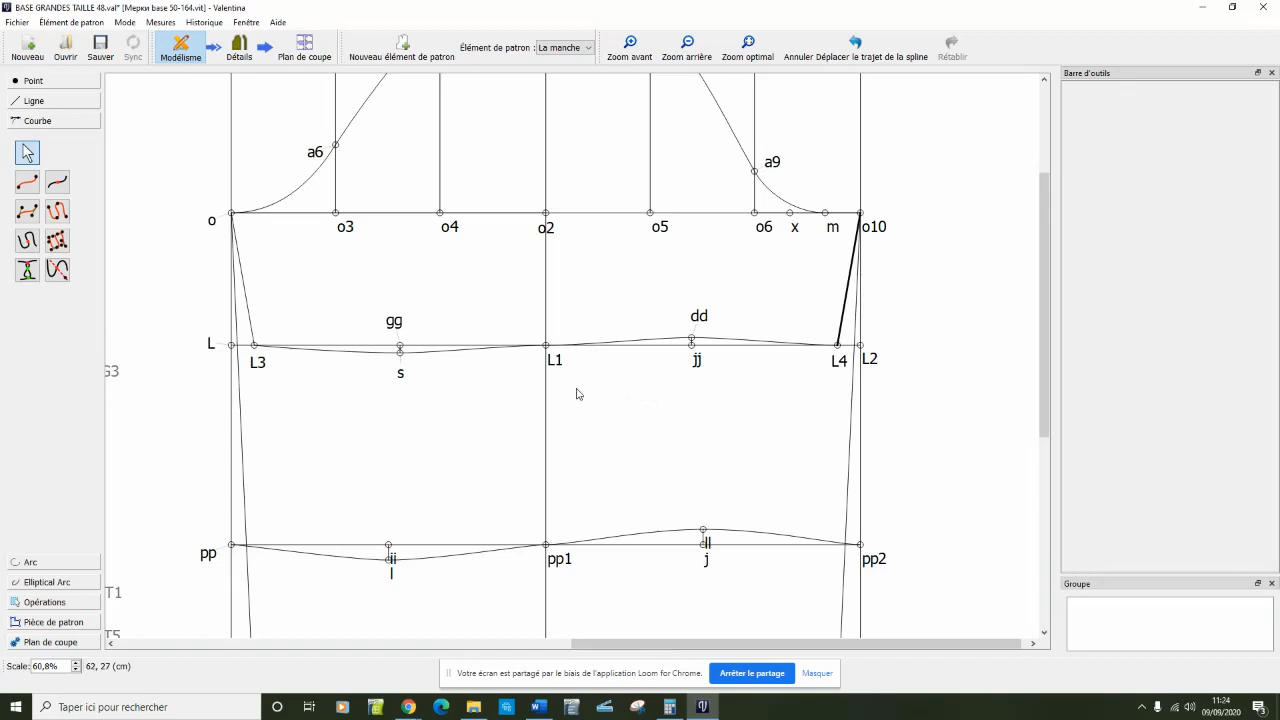 BASE GRANDES TAILLE 48.val* [Мерки base 50-164.vit] - Valentina
Fichier Élément de patron Mode Mesures Historique Fenêtre Aide
Nouveau Ouvrir Sauver Sync Modélisme Détails Plan de coupe Nouveau élément de patron Élément de patron: La manche Zoom avant Zoom arrière Zoom optimal Annuler Déplacer le trajet de la spline Rétablir
Point
Ligne
Courbe
Barre d'outils
a6 a9
o o3 o4 o2 o5 o6 x m o10
gg dd
L L3 s L1 jj L4 L2
G3
pp ii l pp1 ll j pp2
Arc
Elliptical Arc
Opérations
Pièce de patron
Plan de coupe
T1
T5
Groupe
Scale: 60,8% 62, 27 (cm)
Votre écran est partagé par le biais de l'application Loom for Chrome. Arrêter le partage Masquer
Taper ici pour rechercher
11:24
09/09/2020
3